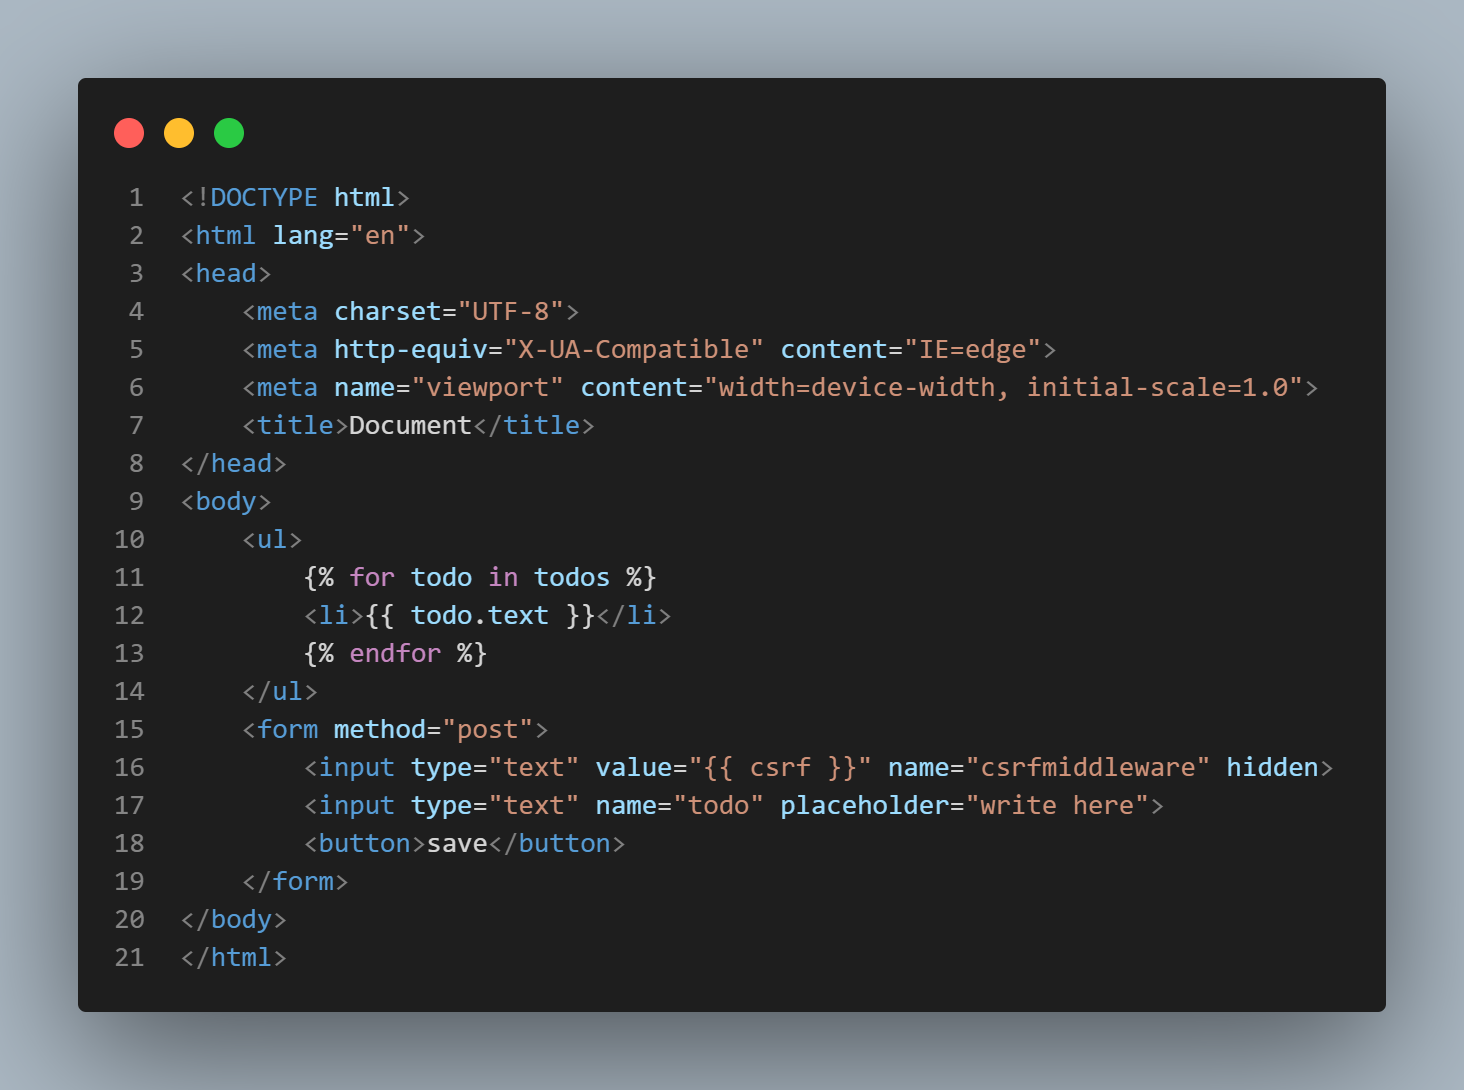 1 <!DOCTYPE html>
2 <html lang="en">
3 <head>
4     <meta charset="UTF-8">
5     <meta http-equiv="X-UA-Compatible" content="IE=edge">
6     <meta name="viewport" content="width=device-width, initial-scale=1.0">
7     <title>Document</title>
8 </head>
9 <body>
10     <ul>
11         {% for todo in todos %}
12         <li>{{ todo.text }}</li>
13         {% endfor %}
14     </ul>
15     <form method="post">
16         <input type="text" value="{{ csrf }}" name="csrfmiddleware" hidden>
17         <input type="text" name="todo" placeholder="write here">
18         <button>save</button>
19     </form>
20 </body>
21 </html>